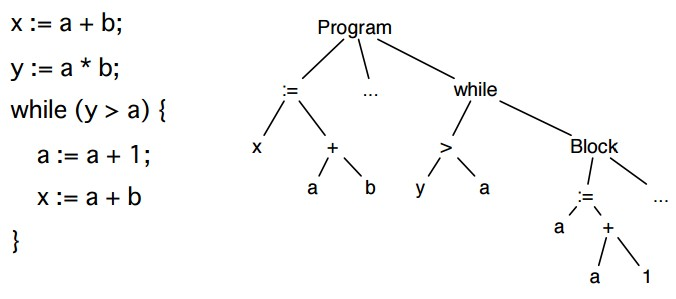 x := a + b;
y := a * b;
while (y > a) {
a := a + 1;
x := a + b
}
Program
:= ... while
x + > Block
a b y a := ...
a +
a 1